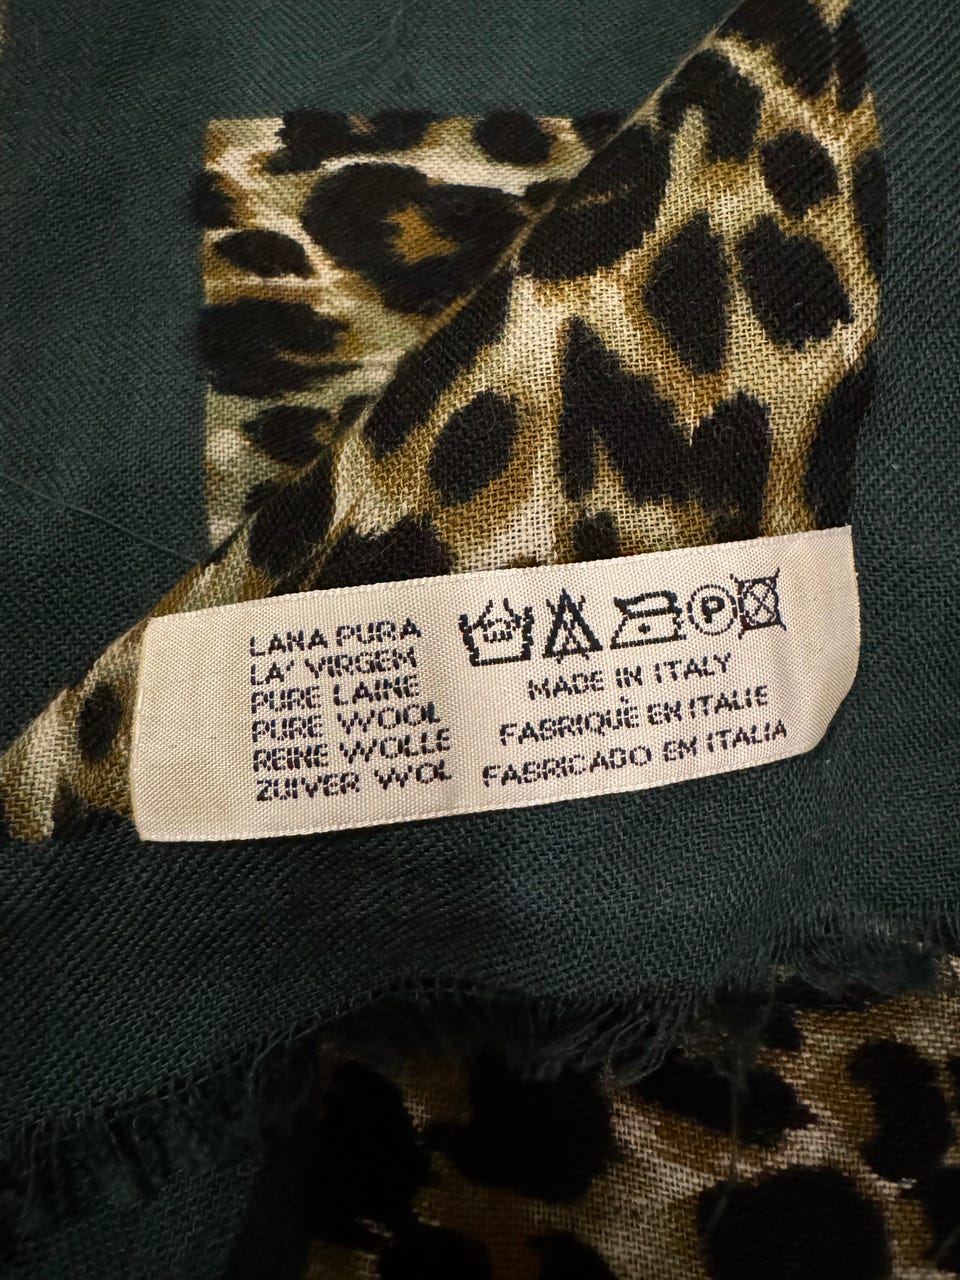 LANA PURA
LA' VIRGEM
PURE LAINE
PURE WOOL
REINE WOLLE
ZUIVER WOL
P
MADE IN ITALY
FABRIQUÈ EN ITALIE
FABRICADO EM ITALIA